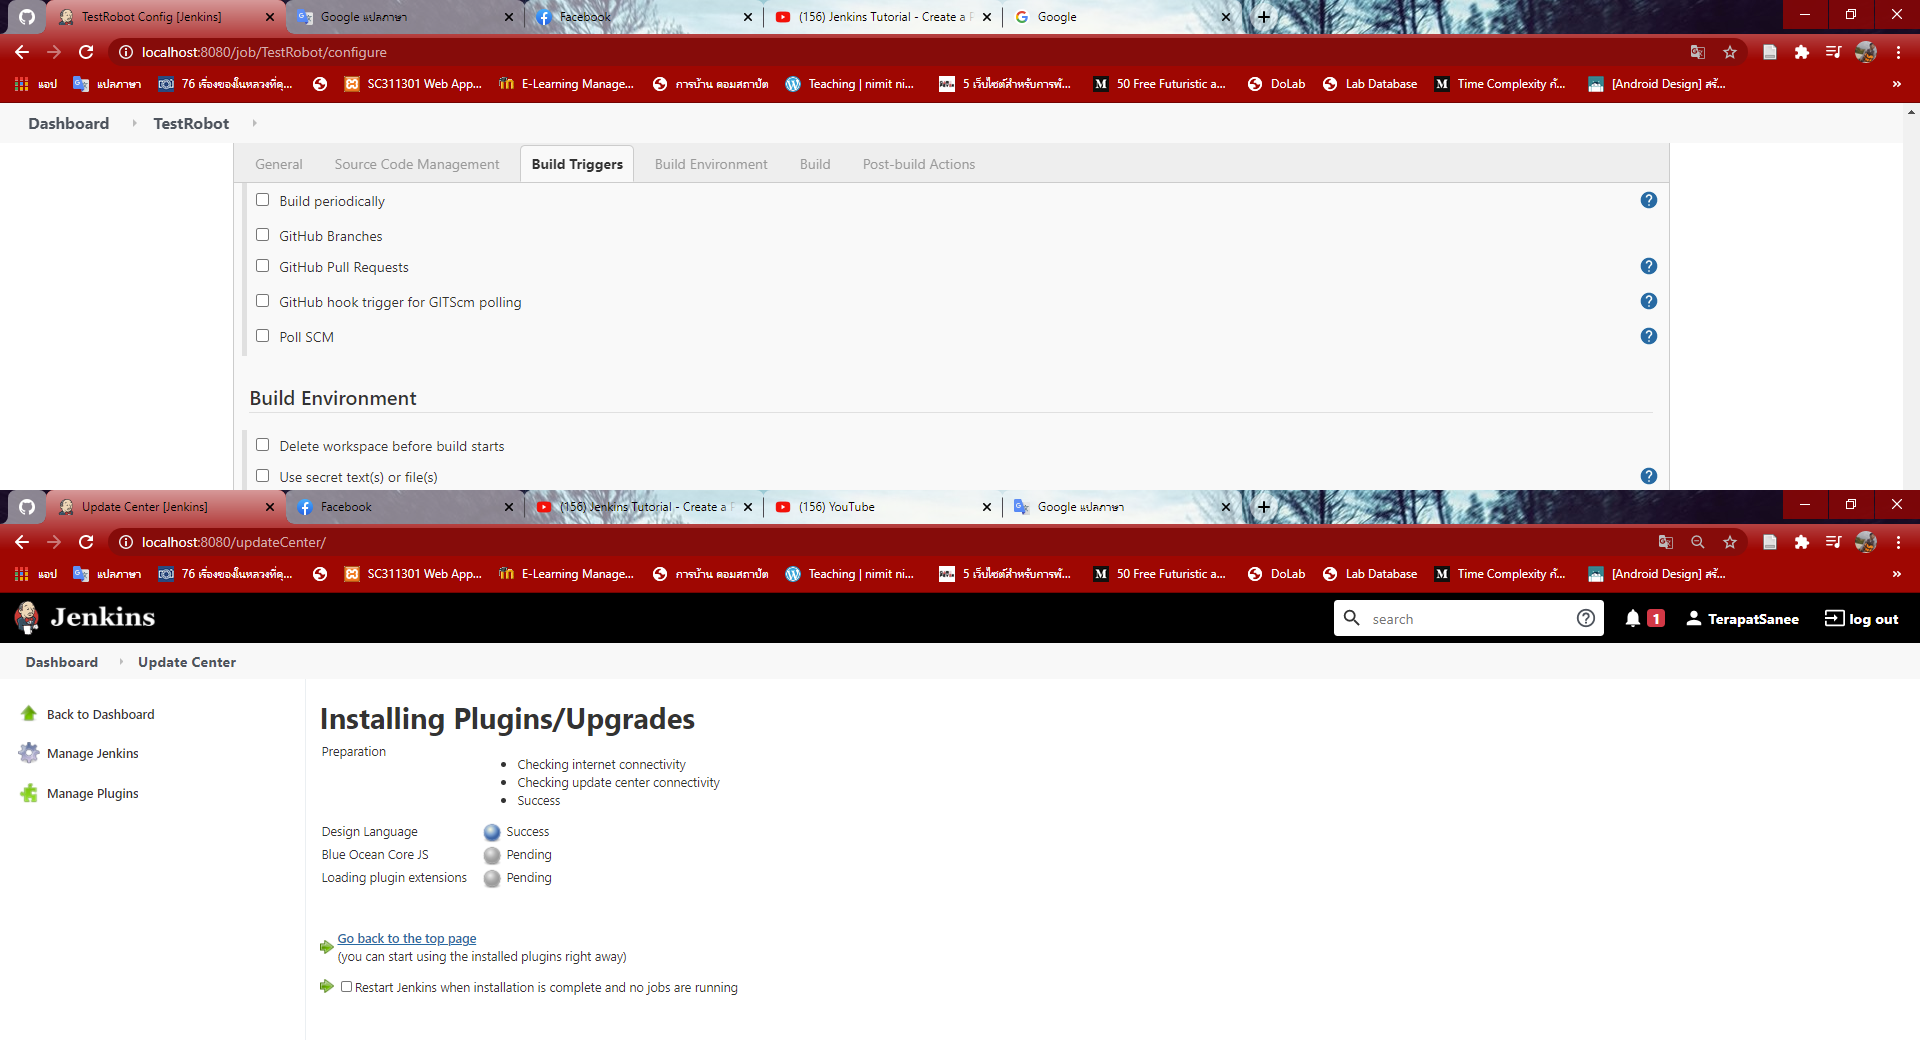 TestRobot Config [Jenkins]
Google แปลภาษา
Facebook
(156) Jenkins Tutorial - Create a
Google
localhost:8080/job/TestRobot/configure
แอป
แปลภาษา
76 เรื่องของในหลวงที่ดุ...
SC311301 Web App...
E-Learning Manage...
การบ้าน คอมสถาปัต
Teaching | nimit ni...
5 เว็บไซต์สำหรับการพั...
50 Free Futuristic a...
DoLab
Lab Database
Time Complexity คั...
[Android Design] สร้...
Dashboard
TestRobot
General
Source Code Management
Build Triggers
Build Environment
Build
Post-build Actions
Build periodically
GitHub Branches
GitHub Pull Requests
GitHub hook trigger for GITScm polling
Poll SCM
Build Environment
Delete workspace before build starts
Use secret text(s) or file(s)
Update Center [Jenkins]
Facebook
(156) Jenkins Tutorial - Create a
(156) YouTube
Google แปลภาษา
localhost:8080/updateCenter/
แอป
แปลภาษา
76 เรื่องของในหลวงที่ดุ...
SC311301 Web App...
E-Learning Manage...
การบ้าน คอมสถาปัต
Teaching | nimit ni...
5 เว็บไซต์สำหรับการพั...
50 Free Futuristic a...
DoLab
Lab Database
Time Complexity คั...
[Android Design] สร้...
Jenkins
search
1
TerapatSanee
log out
Dashboard
Update Center
Back to Dashboard
Manage Jenkins
Manage Plugins
Installing Plugins/Upgrades
Preparation
Checking internet connectivity
Checking update center connectivity
Success
Design Language Success
Blue Ocean Core JS Pending
Loading plugin extensions Pending
Go back to the top page
(you can start using the installed plugins right away)
Restart Jenkins when installation is complete and no jobs are running